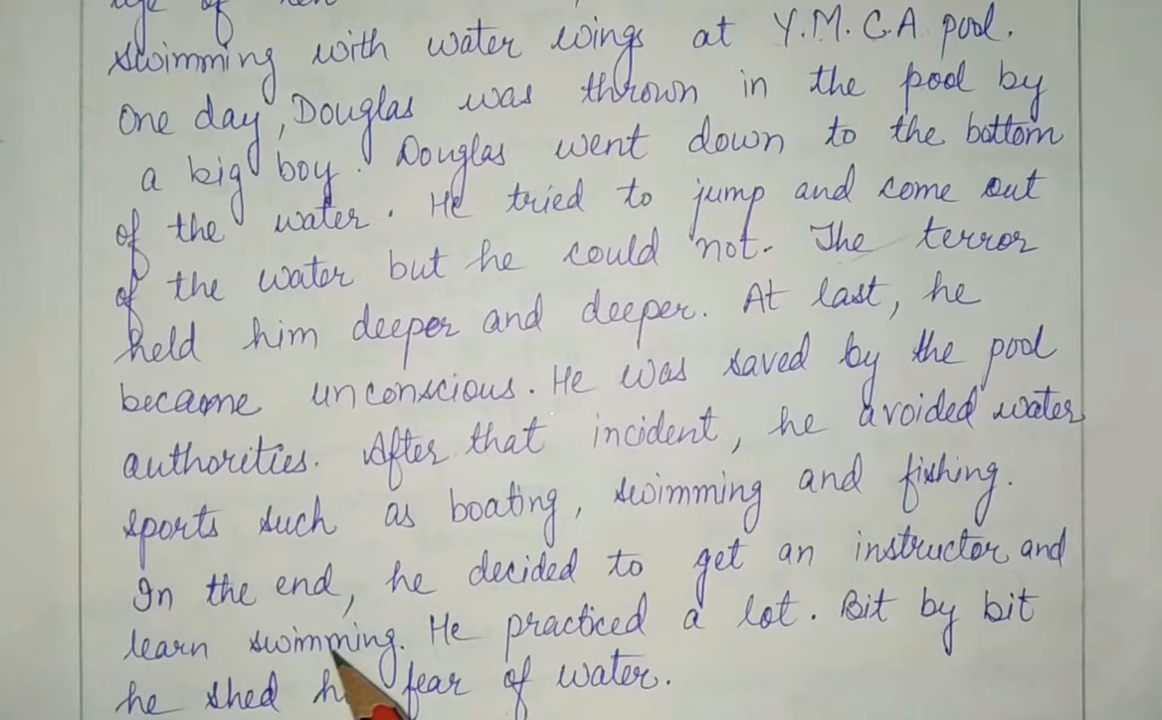 age of ten
swimming with water wings at Y.M.C.A pool.
One day, Douglas was thrown in the pool by
a big boy. Douglas went down to the bottom
of the water. He tried to jump and come out
of the water but he could not. The terror
held him deeper and deeper. At last, he
became unconscious. He was saved by the pool
authorities. After that incident, he avoided water
sports such as boating, swimming and fishing.
In the end, he decided to get an instructor and
learn swimming. He practiced a lot. Bit by bit
he shed fear of water.